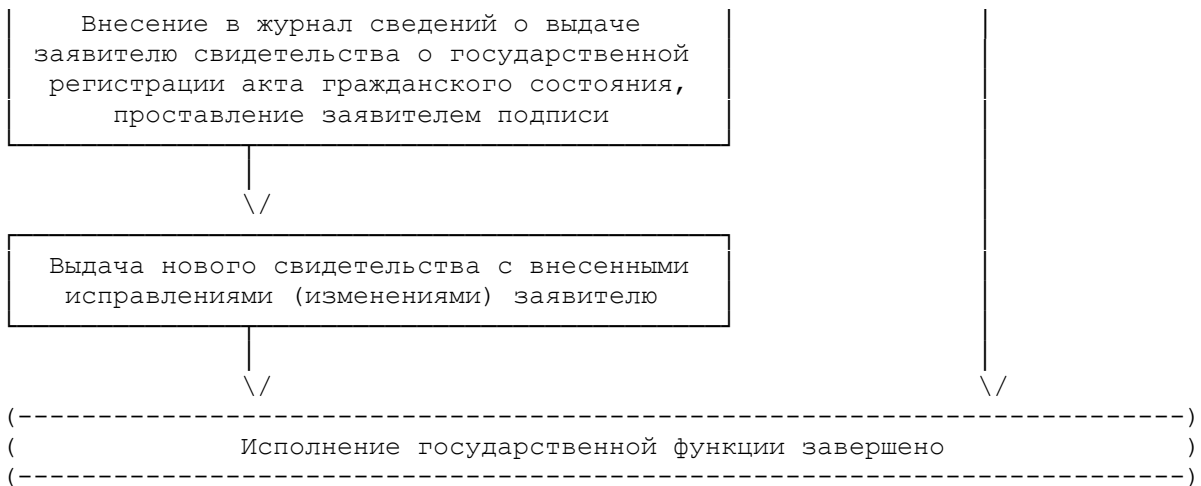 Внесение в журнал сведений о выдаче
заявителю свидетельства о государственной
регистрации акта гражданского состояния,
проставление заявителем подписи
Выдача нового свидетельства с внесенными
исправлениями (изменениями) заявителю
Исполнение государственной функции завершено